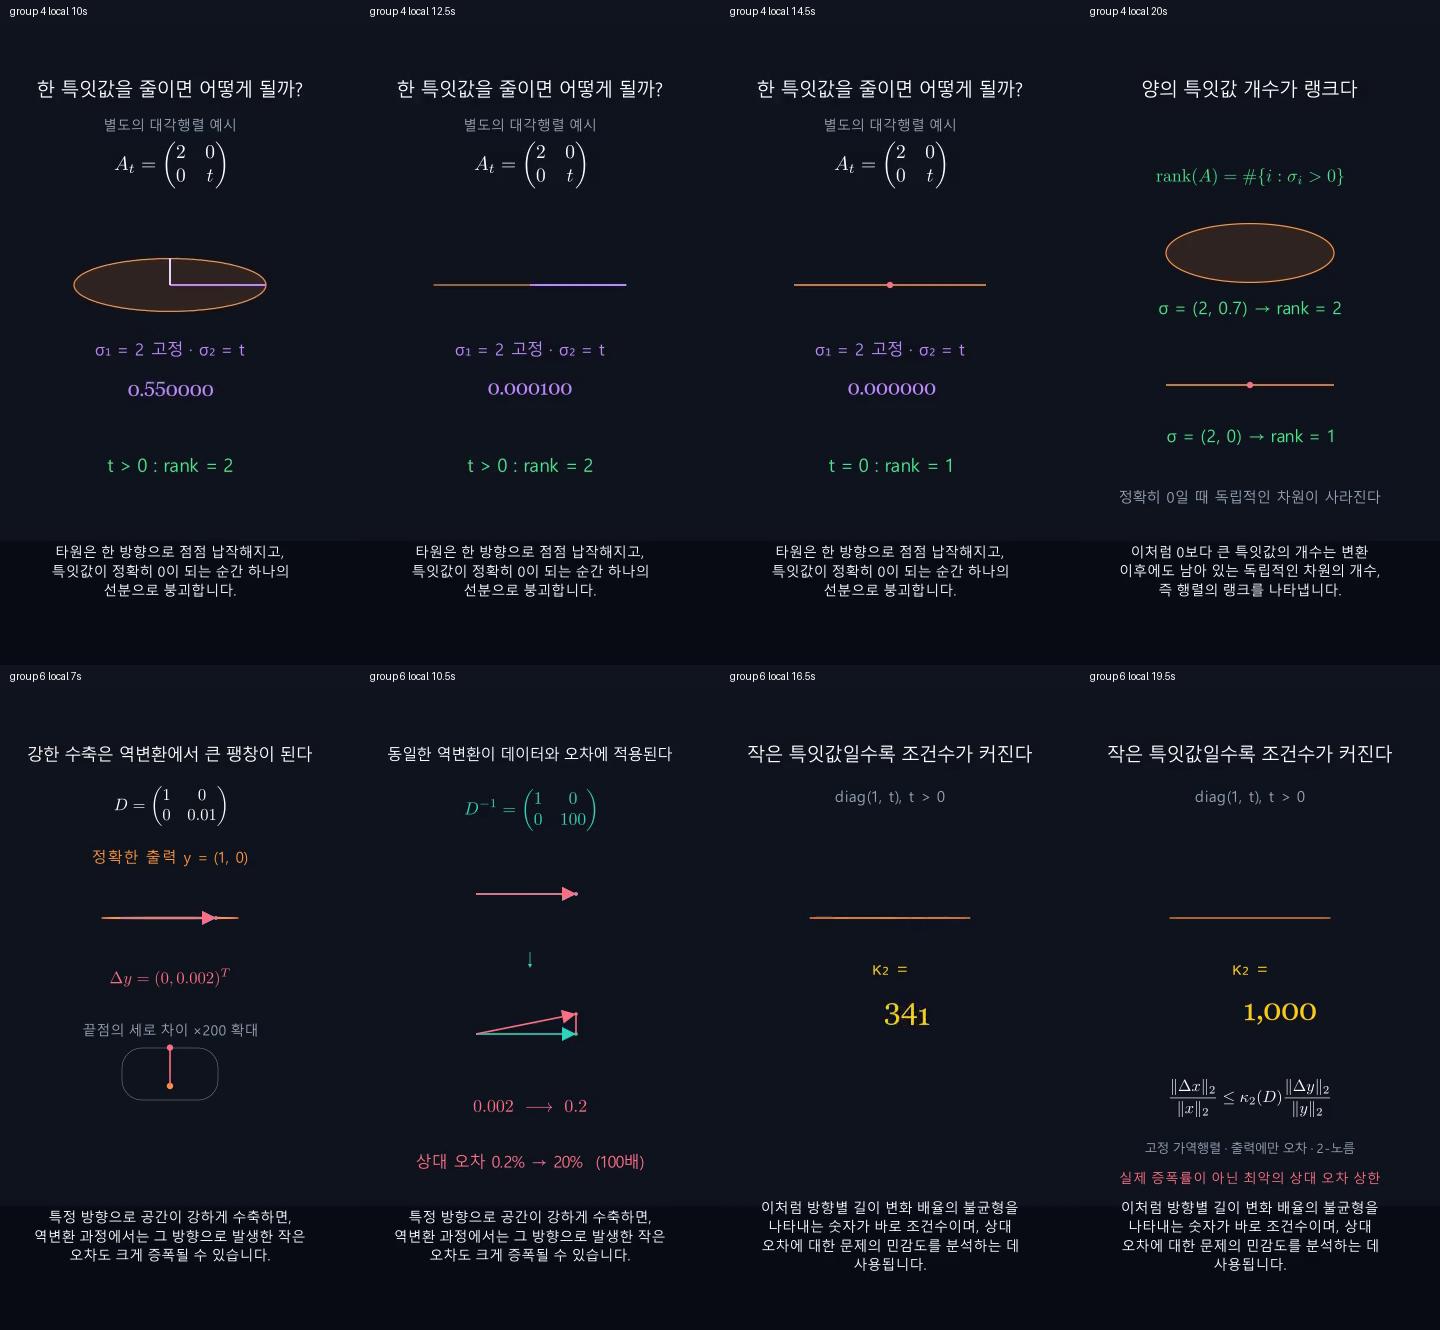 group 4 local 10s
한 특잇값을 줄이면 어떻게 될까?
별도의 대각행렬 예시
A_t = (2 0
0 t)
σ₁ = 2 고정 · σ₂ = t
0.550000
t > 0 : rank = 2
타원은 한 방향으로 점점 납작해지고,
특잇값이 정확히 0이 되는 순간 하나의
선분으로 붕괴합니다.
group 4 local 12.5s
한 특잇값을 줄이면 어떻게 될까?
별도의 대각행렬 예시
A_t = (2 0
0 t)
σ₁ = 2 고정 · σ₂ = t
0.000100
t > 0 : rank = 2
타원은 한 방향으로 점점 납작해지고,
특잇값이 정확히 0이 되는 순간 하나의
선분으로 붕괴합니다.
group 4 local 14.5s
한 특잇값을 줄이면 어떻게 될까?
별도의 대각행렬 예시
A_t = (2 0
0 t)
σ₁ = 2 고정 · σ₂ = t
0.000000
t = 0 : rank = 1
타원은 한 방향으로 점점 납작해지고,
특잇값이 정확히 0이 되는 순간 하나의
선분으로 붕괴합니다.
group 4 local 20s
양의 특잇값 개수가 랭크다
rank(A) = #{i : σ_i > 0}
σ = (2, 0.7) → rank = 2
σ = (2, 0) → rank = 1
정확히 0일 때 독립적인 차원이 사라진다
이처럼 0보다 큰 특잇값의 개수는 변환
이후에도 남아 있는 독립적인 차원의 개수,
즉 행렬의 랭크를 나타냅니다.
group 6 local 7s
강한 수축은 역변환에서 큰 팽창이 된다
D = (1 0
0 0.01)
정확한 출력 y = (1, 0)
Δy = (0, 0.002)^T
끝점의 세로 차이 ×200 확대
특정 방향으로 공간이 강하게 수축하면,
역변환 과정에서는 그 방향으로 발생한 작은
오차도 크게 증폭될 수 있습니다.
group 6 local 10.5s
동일한 역변환이 데이터와 오차에 적용된다
D⁻¹ = (1 0
0 100)
↓
0.002 ⟶ 0.2
상대 오차 0.2% → 20% (100배)
특정 방향으로 공간이 강하게 수축하면,
역변환 과정에서는 그 방향으로 발생한 작은
오차도 크게 증폭될 수 있습니다.
group 6 local 16.5s
작은 특잇값일수록 조건수가 커진다
diag(1, t), t > 0
κ₂ =
341
이처럼 방향별 길이 변화 배율의 불균형을
나타내는 숫자가 바로 조건수이며, 상대
오차에 대한 문제의 민감도를 분석하는 데
사용됩니다.
group 6 local 19.5s
작은 특잇값일수록 조건수가 커진다
diag(1, t), t > 0
κ₂ =
1,000
‖Δx‖₂/‖x‖₂ ≤ κ₂(D) ‖Δy‖₂/‖y‖₂
고정 가역행렬 · 출력에만 오차 · 2-노름
실제 증폭률이 아닌 최악의 상대 오차 상한
이처럼 방향별 길이 변화 배율의 불균형을
나타내는 숫자가 바로 조건수이며, 상대
오차에 대한 문제의 민감도를 분석하는 데
사용됩니다.